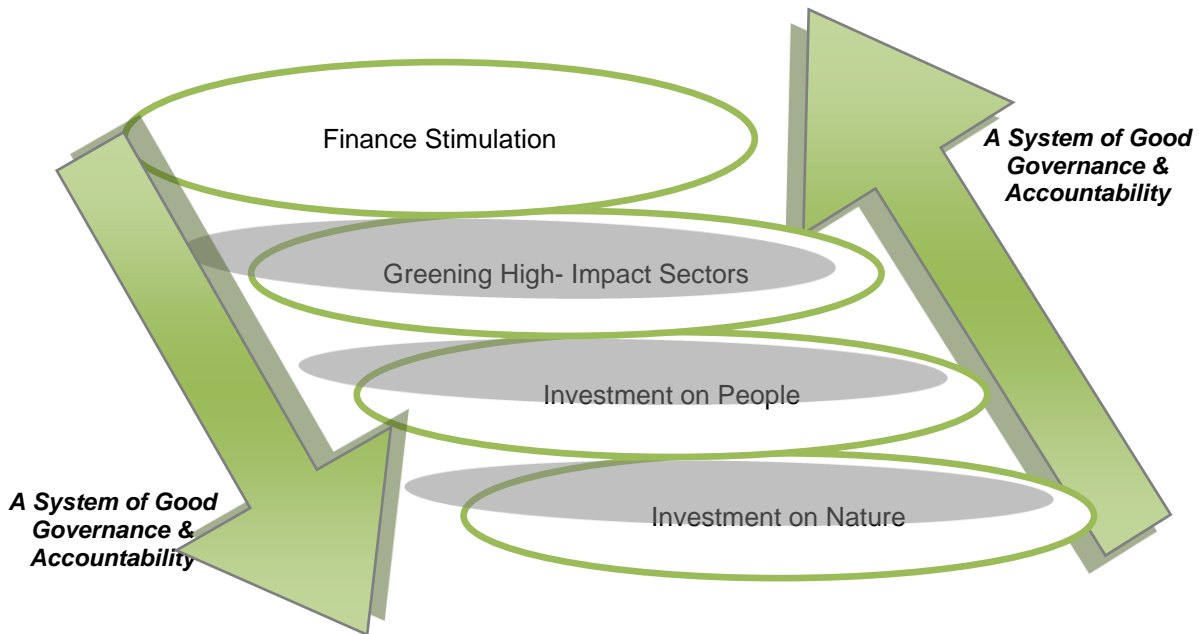 Finance Stimulation
A System of Good
Governance &
Accountability
Greening High- Impact Sectors
Investment on People
A System of Good
Governance &
Accountability
Investment on Nature